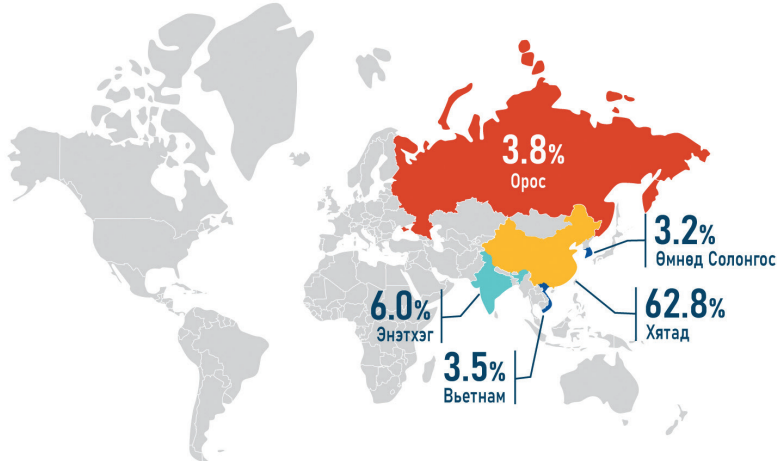 3.8%
Орос
3.2%
Өмнөд Солонгос
6.0%
Энэтхэг
62.8%
Хятад
3.5%
Вьетнам